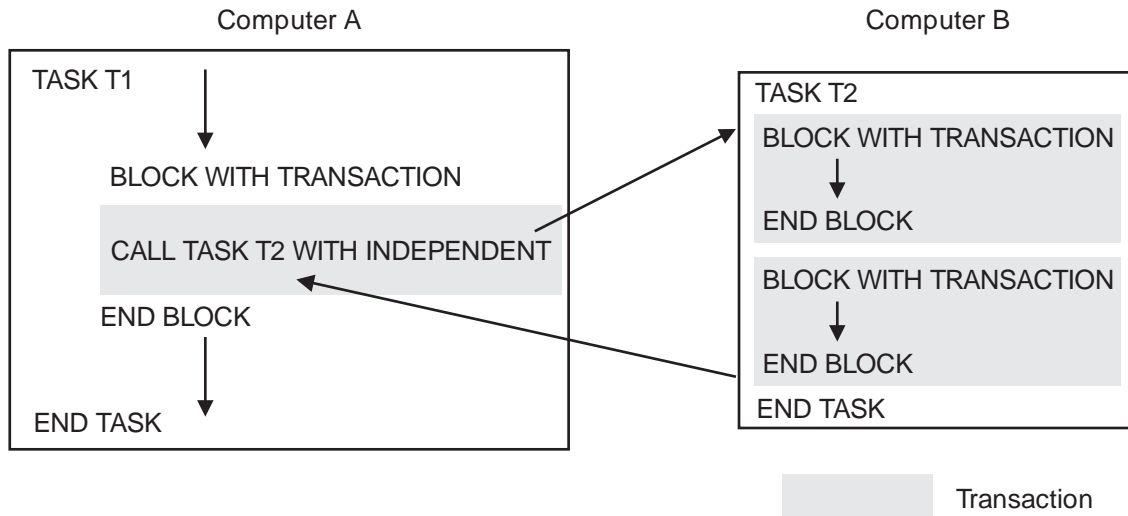 Computer A
TASK T1
BLOCK WITH TRANSACTION
CALL TASK T2 WITH INDEPENDENT
END BLOCK
END TASK
Computer B
TASK T2
BLOCK WITH TRANSACTION
END BLOCK
BLOCK WITH TRANSACTION
END BLOCK
END TASK
Transaction